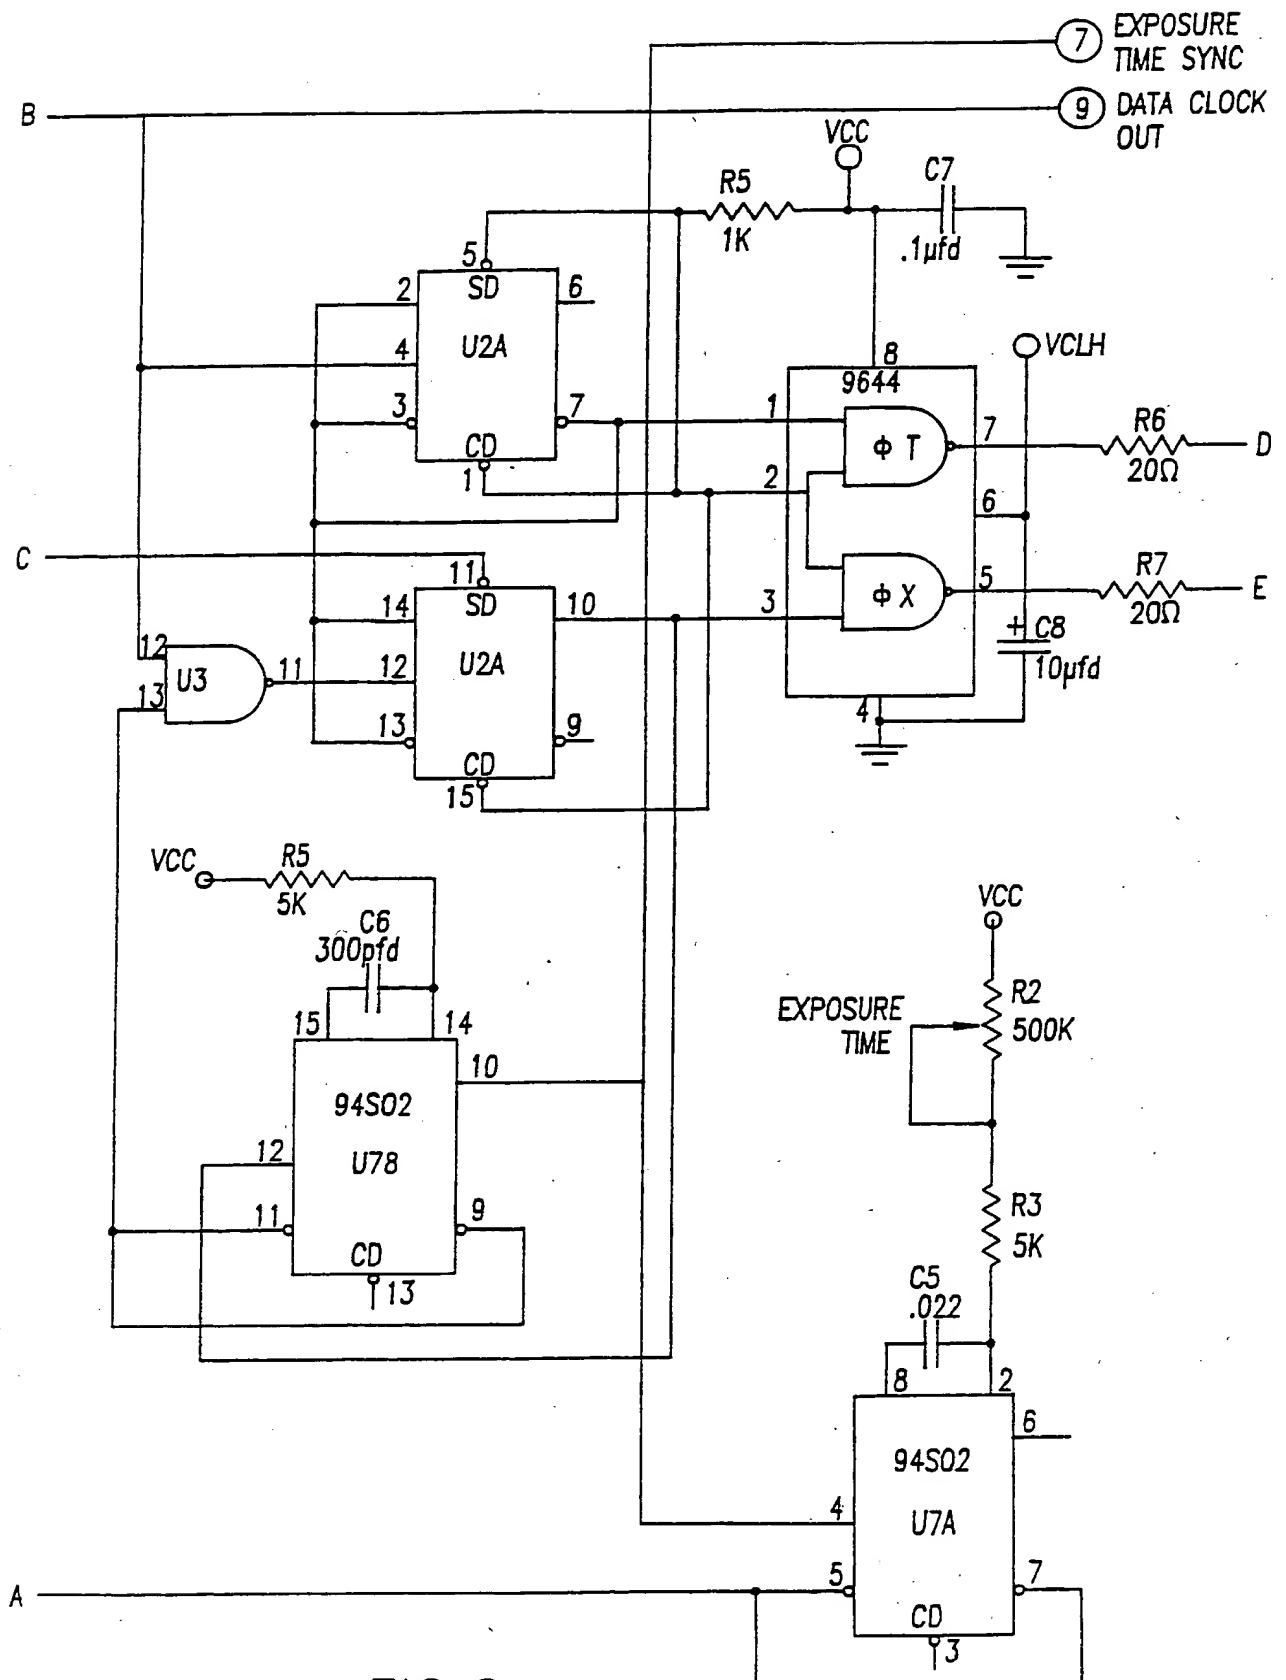 7 EXPOSURE
TIME SYNC
B
9 DATA CLOCK
OUT
VCC
C7
R5
1K
.1µfd
5
SD
2
6
U2A
4
VCLH
8
9644
3
7
1
CD
Φ T
7
R6
20Ω
D
1
2
6
C
11
SD
14
10
3
Φ X
5
R7
20Ω
E
+ C8
10µfd
12
U3
11
12
U2A
13
13
9
4
CD
15
VCC
R5
5K
C6
300pfd
VCC
R2
500K
EXPOSURE
TIME
15
14
10
94S02
12
U78
11
9
CD
13
R3
5K
C5
.022
8
2
6
94S02
4
U7A
A
5
7
CD
3